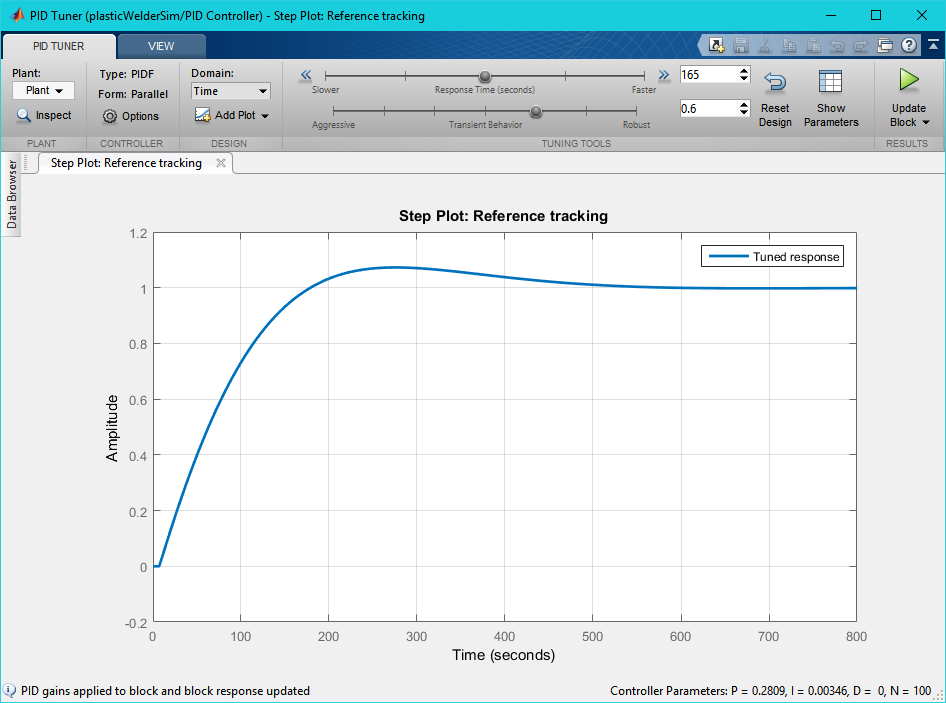 PID Tuner (plasticWelderSim/PID Controller) - Step Plot: Reference tracking
PID TUNER VIEW
Plant:
Plant
Inspect
PLANT
Type: PIDF
Form: Parallel
Options
CONTROLLER
Domain:
Time
Add Plot
DESIGN
Slower Response Time (seconds) Faster
165
Aggressive Transient Behavior Robust
0.6
Reset
Design
Show
Parameters
TUNING TOOLS
Update
Block
RESULTS
Data Browser
Step Plot: Reference tracking
Step Plot: Reference tracking
Tuned response
1.2
1
0.8
0.6
0.4
0.2
0
-0.2
Amplitude
0 100 200 300 400 500 600 700 800
Time (seconds)
PID gains applied to block and block response updated
Controller Parameters: P = 0.2809, I = 0.00346, D = 0, N = 100